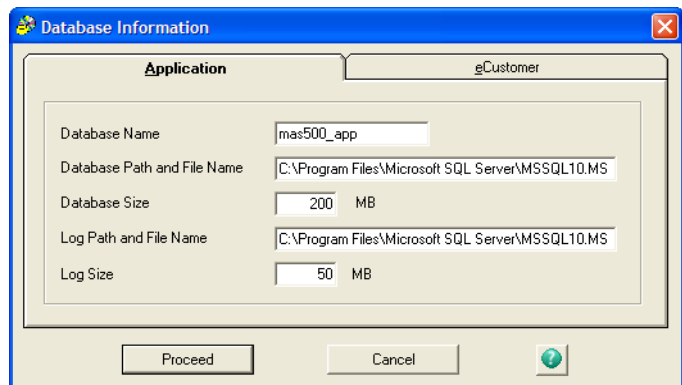 Database Information
Application eCustomer
Database Name mas500_app
Database Path and File Name C:\Program Files\Microsoft SQL Server\MSSQL10.MS
Database Size 200 MB
Log Path and File Name C:\Program Files\Microsoft SQL Server\MSSQL10.MS
Log Size 50 MB
Proceed Cancel ?